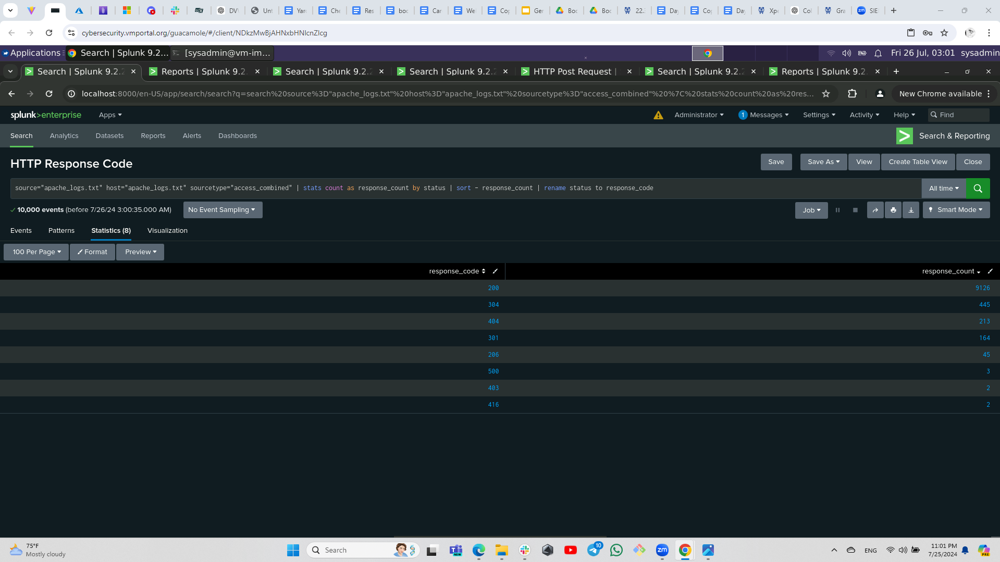 DV
Unt
Yar
Che
Res
boc
Car
Wel
Cop
Ger
Boc
Boc
22.
Day
Cop
Day
Xpe
Col
Gra
SIE
cybersecurity.vmportal.org/guacamole/#/client/NDkzMwBjAHNxbHNlcnZlcg
Applications
Search | Splunk 9.2...
[sysadmin@vm-im...
Fri 26 Jul, 03:01
sysadmin
Search | Splunk 9.2.2
Reports | Splunk 9.2.
Search | Splunk 9.2.2
Search | Splunk 9.2.2
HTTP Post Request |
Search | Splunk 9.2.2
Reports | Splunk 9.2.
localhost:8000/en-US/app/search/search?q=search%20source%3D"apache_logs.txt"%20host%3D"apache_logs.txt"%20sourcetype%3D"access_combined"%20%7C%20stats%20count%20as%20res...
New Chrome available
splunk>enterprise
Apps
Administrator
1 Messages
Settings
Activity
Help
Find
Search
Analytics
Datasets
Reports
Alerts
Dashboards
Search & Reporting
HTTP Response Code
Save
Save As
View
Create Table View
Close
source="apache_logs.txt" host="apache_logs.txt" sourcetype="access_combined" | stats count as response_count by status | sort - response_count | rename status to response_code
All time
10,000 events (before 7/26/24 3:00:35.000 AM)
No Event Sampling
Job
Smart Mode
Events
Patterns
Statistics (8)
Visualization
100 Per Page
Format
Preview
response_code response_count
200 9126
304 445
404 213
301 164
206 45
500 3
403 2
416 2
75°F
Mostly cloudy
Search
NEW
10
zm
ENG
11:01 PM
7/25/2024
PRE